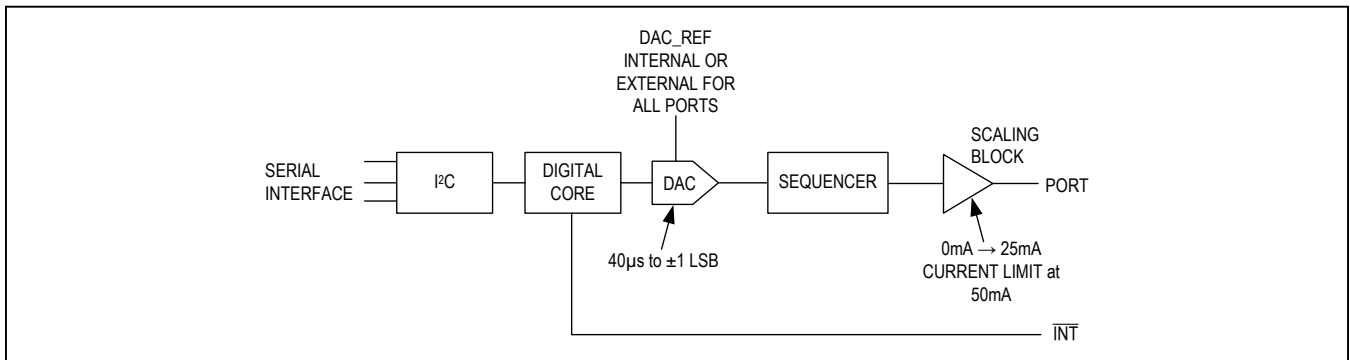 DAC_REF
INTERNAL OR
EXTERNAL FOR
ALL PORTS
SCALING
BLOCK
SERIAL
INTERFACE
I²C
DIGITAL
CORE
DAC
SEQUENCER
PORT
40µs to ±1 LSB
0mA → 25mA
CURRENT LIMIT at
50mA
I̅N̅T̅